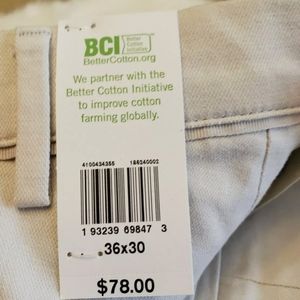 BCI Better Cotton Initiative
BetterCotton.org
We partner with the
Better Cotton Initiative
to improve cotton
farming globally.
4100434355 186240002
1 93239 69847 3
36x30
$78.00